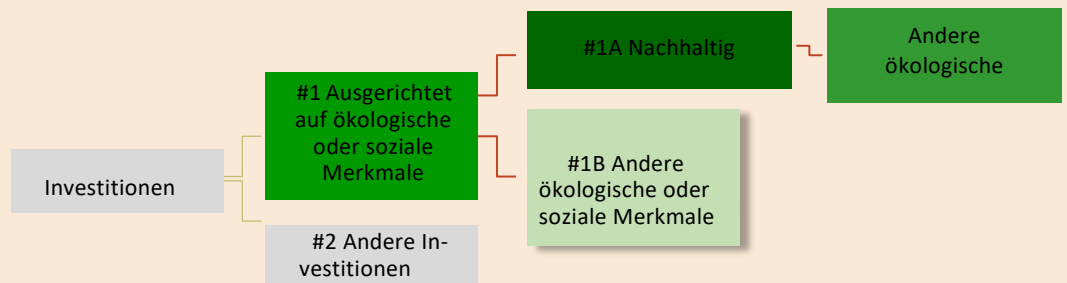 Investitionen
#1 Ausgerichtet
auf ökologische
oder soziale
Merkmale
#2 Andere In-
vestitionen
#1A Nachhaltig
#1B Andere
ökologische oder
soziale Merkmale
Andere
ökologische